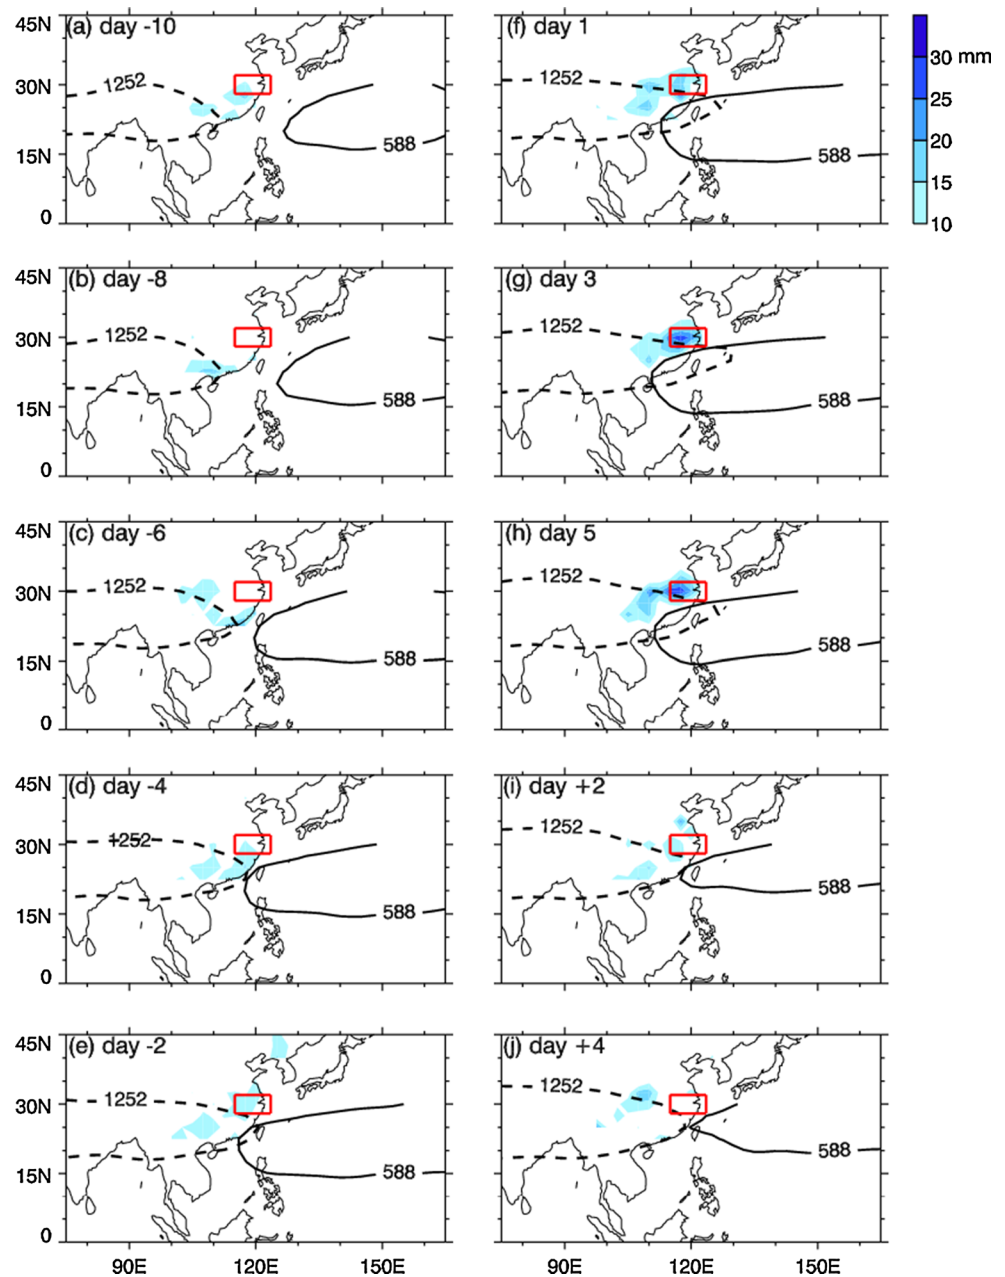 45N (a) day -10 (f) day 1
30N 1252 1252 30 mm
25
20
15N 588 588 15
0 10
45N (b) day -8 (g) day 3
30N 1252 1252
15N 588 588
0
45N (c) day -6 (h) day 5
30N 1252 1252
15N 588 588
0
45N (d) day -4 (i) day +2
30N 1252 1252
15N 588 588
0
45N (e) day -2 (j) day +4
30N 1252 1252
15N 588 588
0
90E 120E 150E 90E 120E 150E